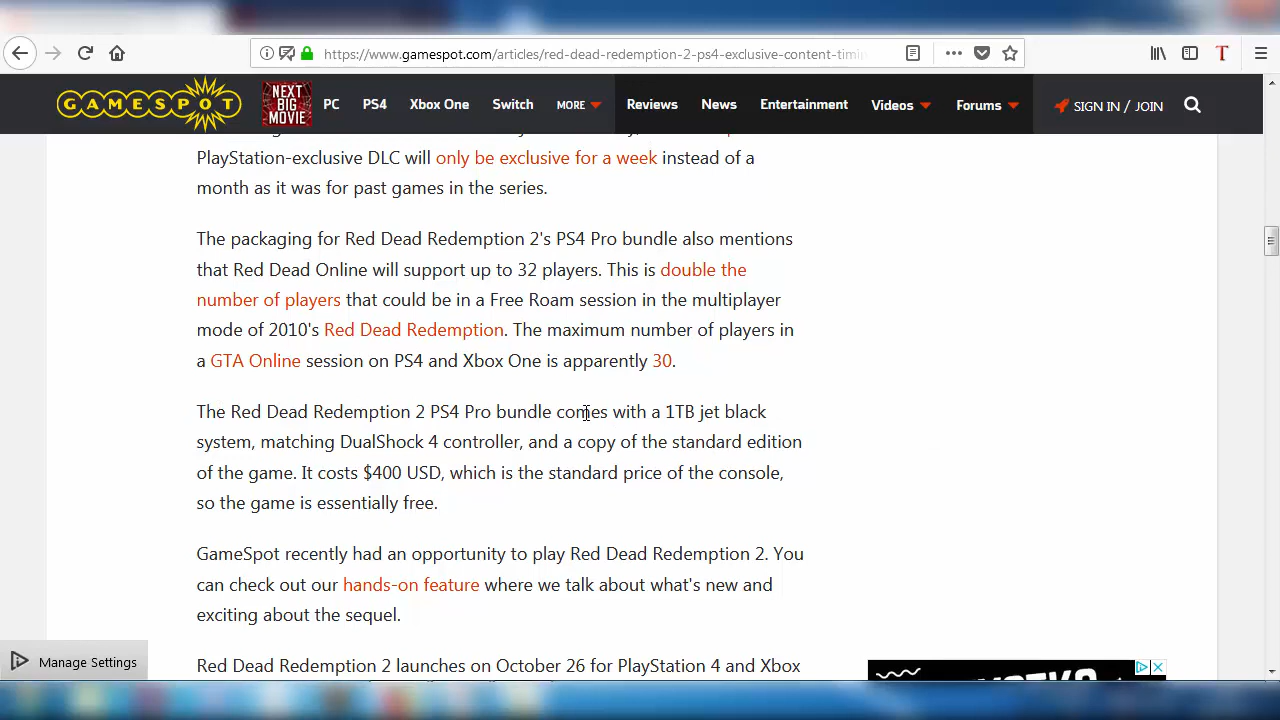 https://www.gamespot.com/articles/red-dead-redemption-2-ps4-exclusive-content-timi
GAMESPOT
NEXT BIG MOVIE
PC PS4 Xbox One Switch MORE Reviews News Entertainment Videos Forums SIGN IN / JOIN
PlayStation-exclusive DLC will only be exclusive for a week instead of a
month as it was for past games in the series.
The packaging for Red Dead Redemption 2's PS4 Pro bundle also mentions
that Red Dead Online will support up to 32 players. This is double the
number of players that could be in a Free Roam session in the multiplayer
mode of 2010's Red Dead Redemption. The maximum number of players in
a GTA Online session on PS4 and Xbox One is apparently 30.
The Red Dead Redemption 2 PS4 Pro bundle comes with a 1TB jet black
system, matching DualShock 4 controller, and a copy of the standard edition
of the game. It costs $400 USD, which is the standard price of the console,
so the game is essentially free.
GameSpot recently had an opportunity to play Red Dead Redemption 2. You
can check out our hands-on feature where we talk about what's new and
exciting about the sequel.
Manage Settings
Red Dead Redemption 2 launches on October 26 for PlayStation 4 and Xbox